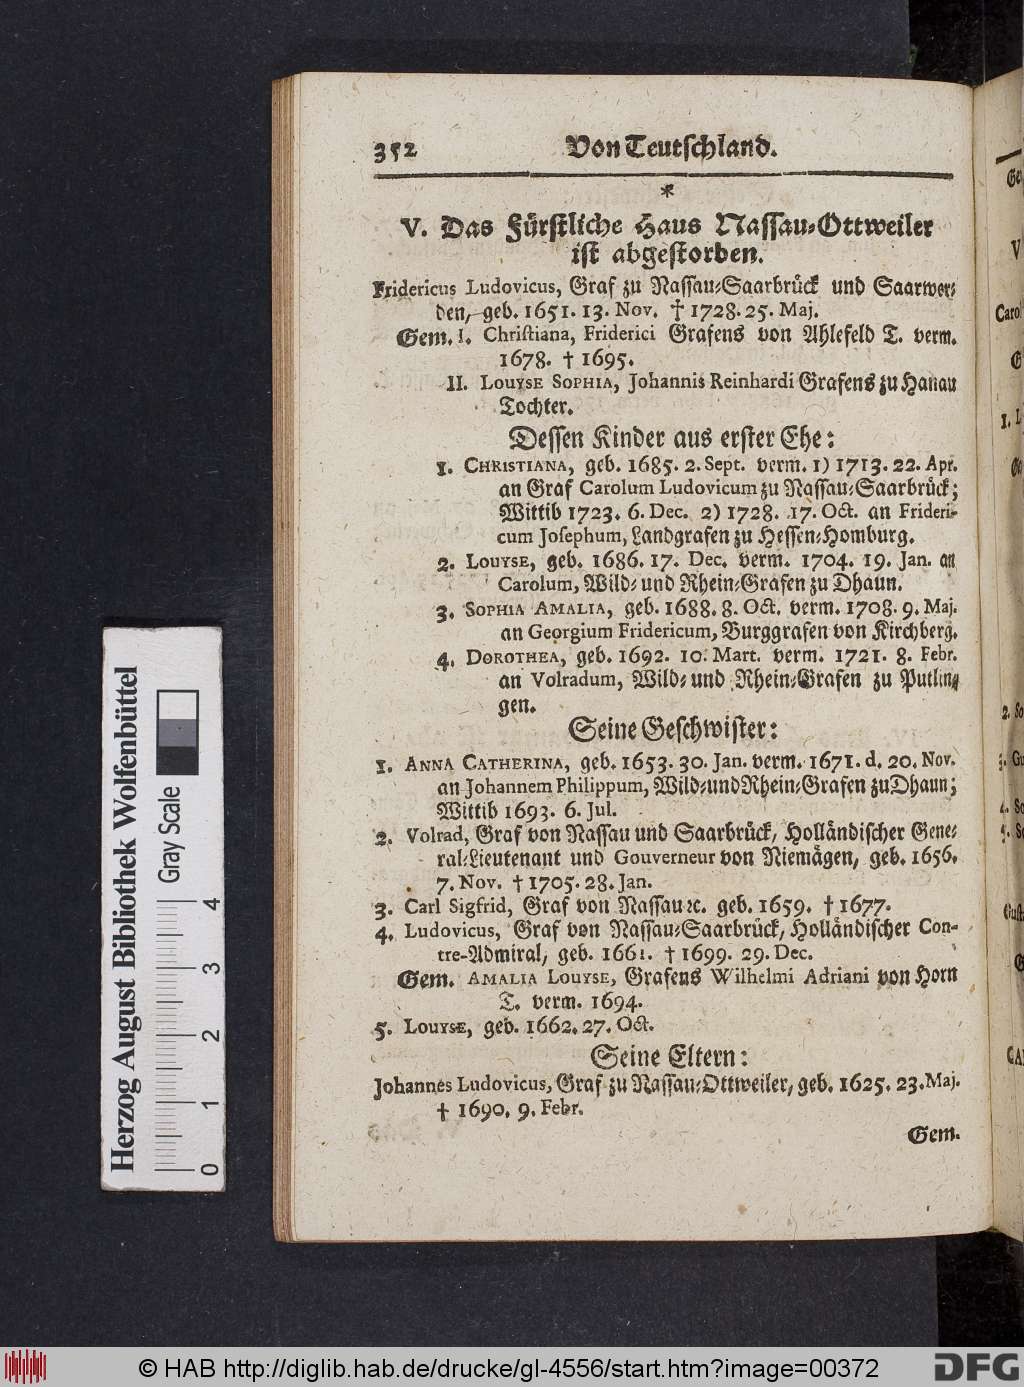 352 Von Teutschland.
*
V. Das Fürstliche Haus Nassau-Ottweiler
ist abgestorben.
Fridericus Ludovicus, Graf zu Nassau-Saarbrück und Saarwer-
den, geb. 1651. 13. Nov. † 1728. 25. Maj.
Gem. I. Christiana, Friderici Grafens von Ahlefeld T. verm.
1678. † 1695.
II. Louyse Sophia, Johannis Reinhardi Grafens zu Hanau
Tochter.
Dessen Kinder aus erster Ehe:
1. Christiana, geb. 1685. 2. Sept. verm. 1) 1713. 22. Apr.
an Graf Carolum Ludovicum zu Nassau-Saarbrück;
Wittib 1723. 6. Dec. 2) 1728. 17. Oct. an Frideri-
cum Josephum, Landgrafen zu Hessen-Homburg.
2. Louyse, geb. 1686. 17. Dec. verm. 1704. 19. Jan. an
Carolum, Wild- und Rhein-Grafen zu Dhaun.
3. Sophia Amalia, geb. 1688. 8. Oct. verm. 1708. 9. Maj.
an Georgium Fridericum, Burggrafen von Kirchberg.
4. Dorothea, geb. 1692. 10. Mart. verm. 1721. 8. Febr.
an Volradum, Wild- und Rhein-Grafen zu Putlin-
gen.
Seine Geschwister:
1. Anna Catherina, geb. 1653. 30. Jan. verm. 1671. d. 20. Nov.
an Johannem Philippum, Wild- und Rhein-Grafen zu Dhaun;
Wittib 1693. 6. Jul.
2. Volrad, Graf von Nassau und Saarbrück, Holländischer Gene-
ral-Lieutenant und Gouverneur von Niemägen, geb. 1656.
7. Nov. † 1705. 28. Jan.
3. Carl Sigfrid, Graf von Nassau ꝛc. geb. 1659. † 1677.
4. Ludovicus, Graf von Nassau-Saarbrück, Holländischer Con-
tre-Admiral, geb. 1661. † 1699. 29. Dec.
Gem. Amalia Louyse, Grafens Wilhelmi Adriani von Horn
T. verm. 1694.
5. Louyse, geb. 1662. 27. Oct.
Seine Eltern:
Johannes Ludovicus, Graf zu Nassau-Ottweiler, geb. 1625. 23. Maj.
† 1690. 9. Febr.
Gem.
Herzog August Bibliothek Wolfenbüttel
Gray Scale
0 1 2 3 4
© HAB http://diglib.hab.de/drucke/gl-4556/start.htm?image=00372
DFG